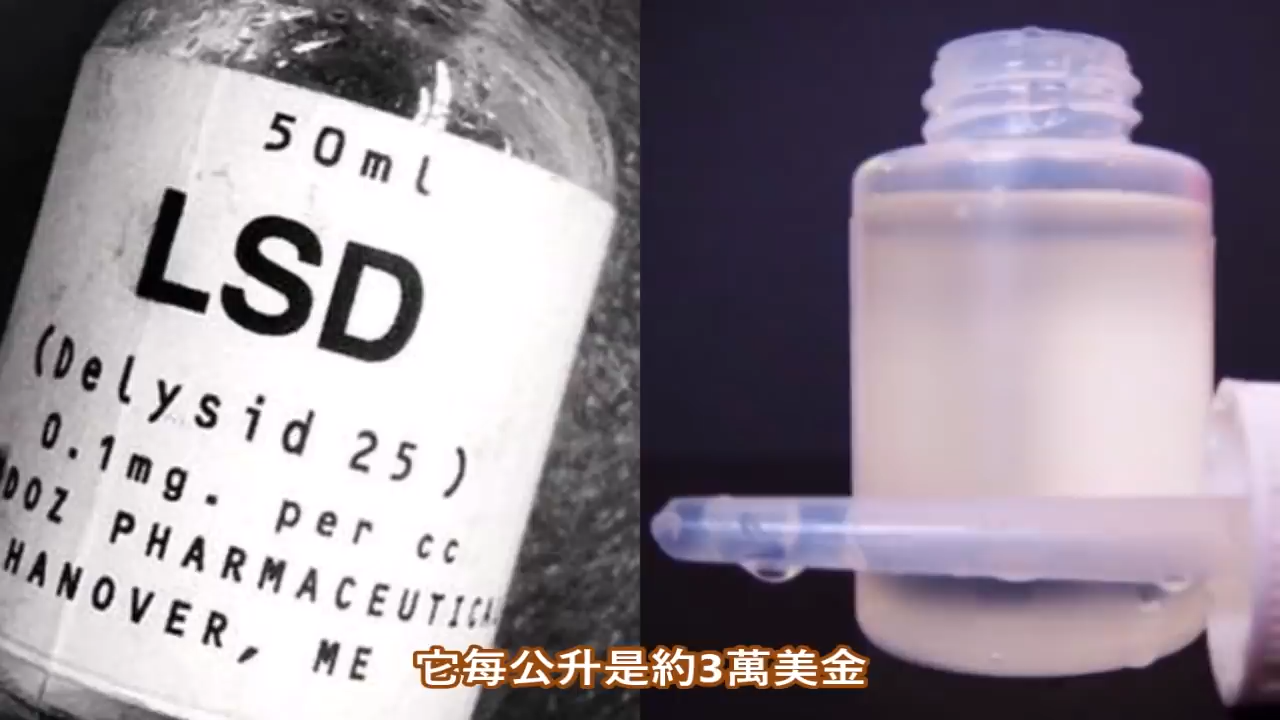 50ml
LSD
(Delysid 25)
0.1mg. per cc
DOZ PHARMACEUTICA
HANOVER, ME
它每公升是約3萬美金